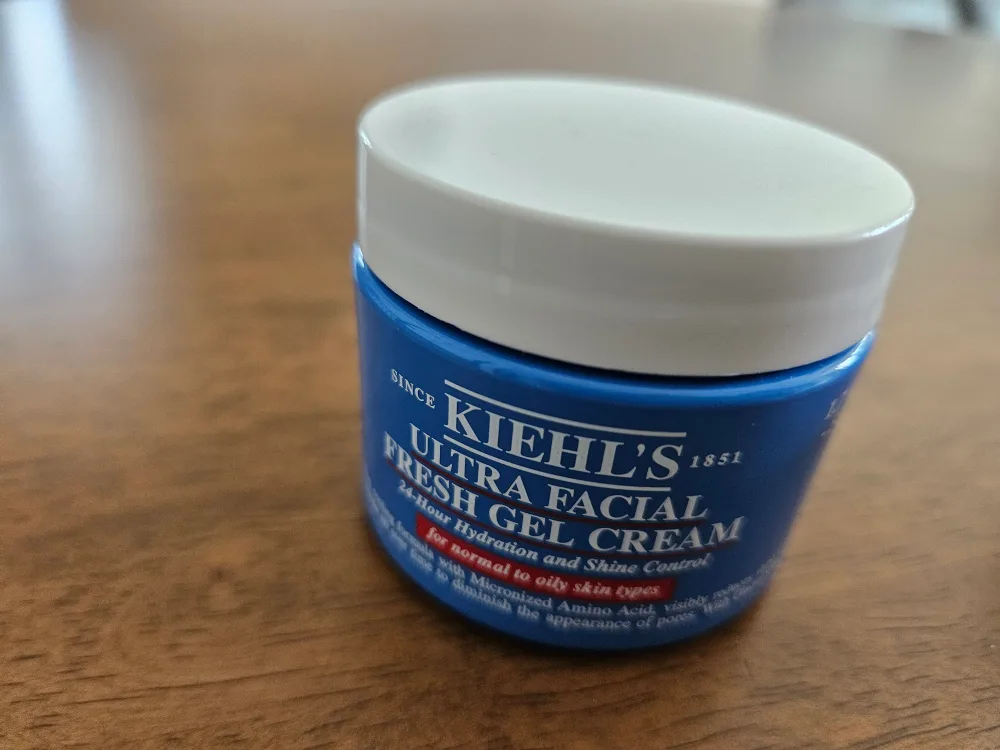 SINCE KIEHL'S 1851
ULTRA FACIAL
FRESH GEL CREAM
24-Hour Hydration and Shine Control
for normal to oily skin types
formula with Micronized Amino Acid, visibly reduces
time to diminish the appearance of pores. With